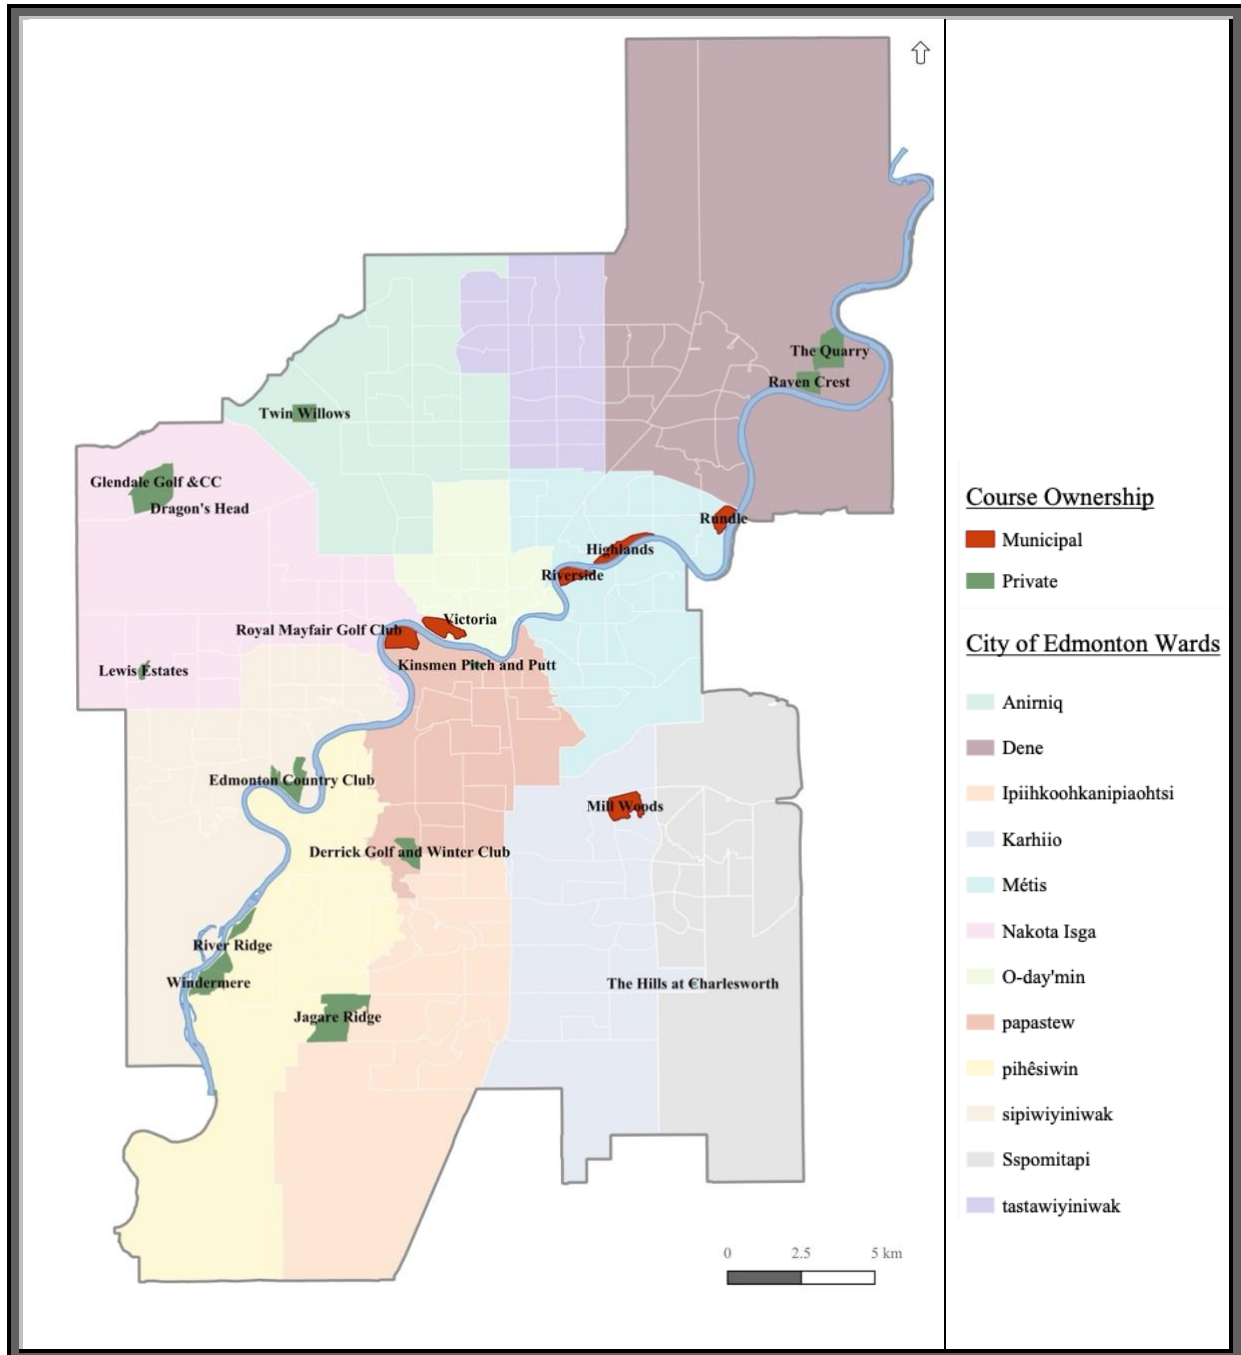 The Quarry
Raven Crest
Twin Willows
Glendale Golf &CC
Dragon's Head
Rundle
Highlands
Riverside
Victoria
Royal Mayfair Golf Club
Kinsmen Pitch and Putt
Lewis Estates
Edmonton Country Club
Mill Woods
Derrick Golf and Winter Club
River Ridge
Windermere
The Hills at Charlesworth
Jagare Ridge
0 2.5 5 km
Course Ownership
Municipal
Private
City of Edmonton Wards
Anirniq
Dene
Ipiihkoohkanipiaohtsi
Karhiio
Métis
Nakota Isga
O-day'min
papastew
pihêsiwin
sipiwiyiniwak
Sspomitapi
tastawiyiniwak